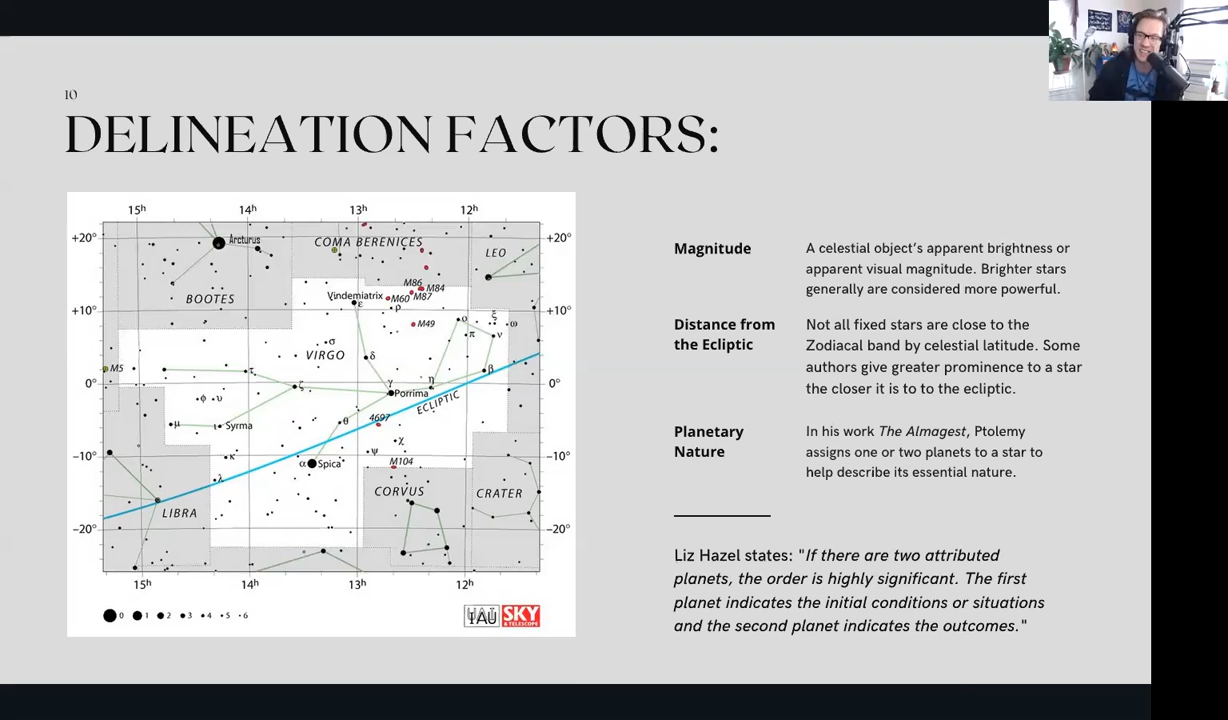 10
DELINEATION FACTORS:
15ʰ 14ʰ 13ʰ 12ʰ
+20° Arcturus COMA BERENICES LEO +20°
M86 M84
Vindemiatrix ε M60 M87 ρ
+10° BOOTES ο ξ ω +10°
σ M49 π ν
VIRGO δ
M5 τ β
0° ζ γ η 0°
φ υ Porrima ECLIPTIC
μ ι Syrma θ 4697
χ
−10° κ ψ −10°
α Spica M104
λ
CORVUS CRATER
LIBRA
−20° −20°
15ʰ 14ʰ 13ʰ 12ʰ
0 1 2 3 4 5 6
IAU SKY
& TELESCOPE
Magnitude
A celestial object's apparent brightness or
apparent visual magnitude. Brighter stars
generally are considered more powerful.
Distance from
the Ecliptic
Not all fixed stars are close to the
Zodiacal band by celestial latitude. Some
authors give greater prominence to a star
the closer it is to to the ecliptic.
Planetary
Nature
In his work The Almagest, Ptolemy
assigns one or two planets to a star to
help describe its essential nature.
Liz Hazel states: "If there are two attributed
planets, the order is highly significant. The first
planet indicates the initial conditions or situations
and the second planet indicates the outcomes."